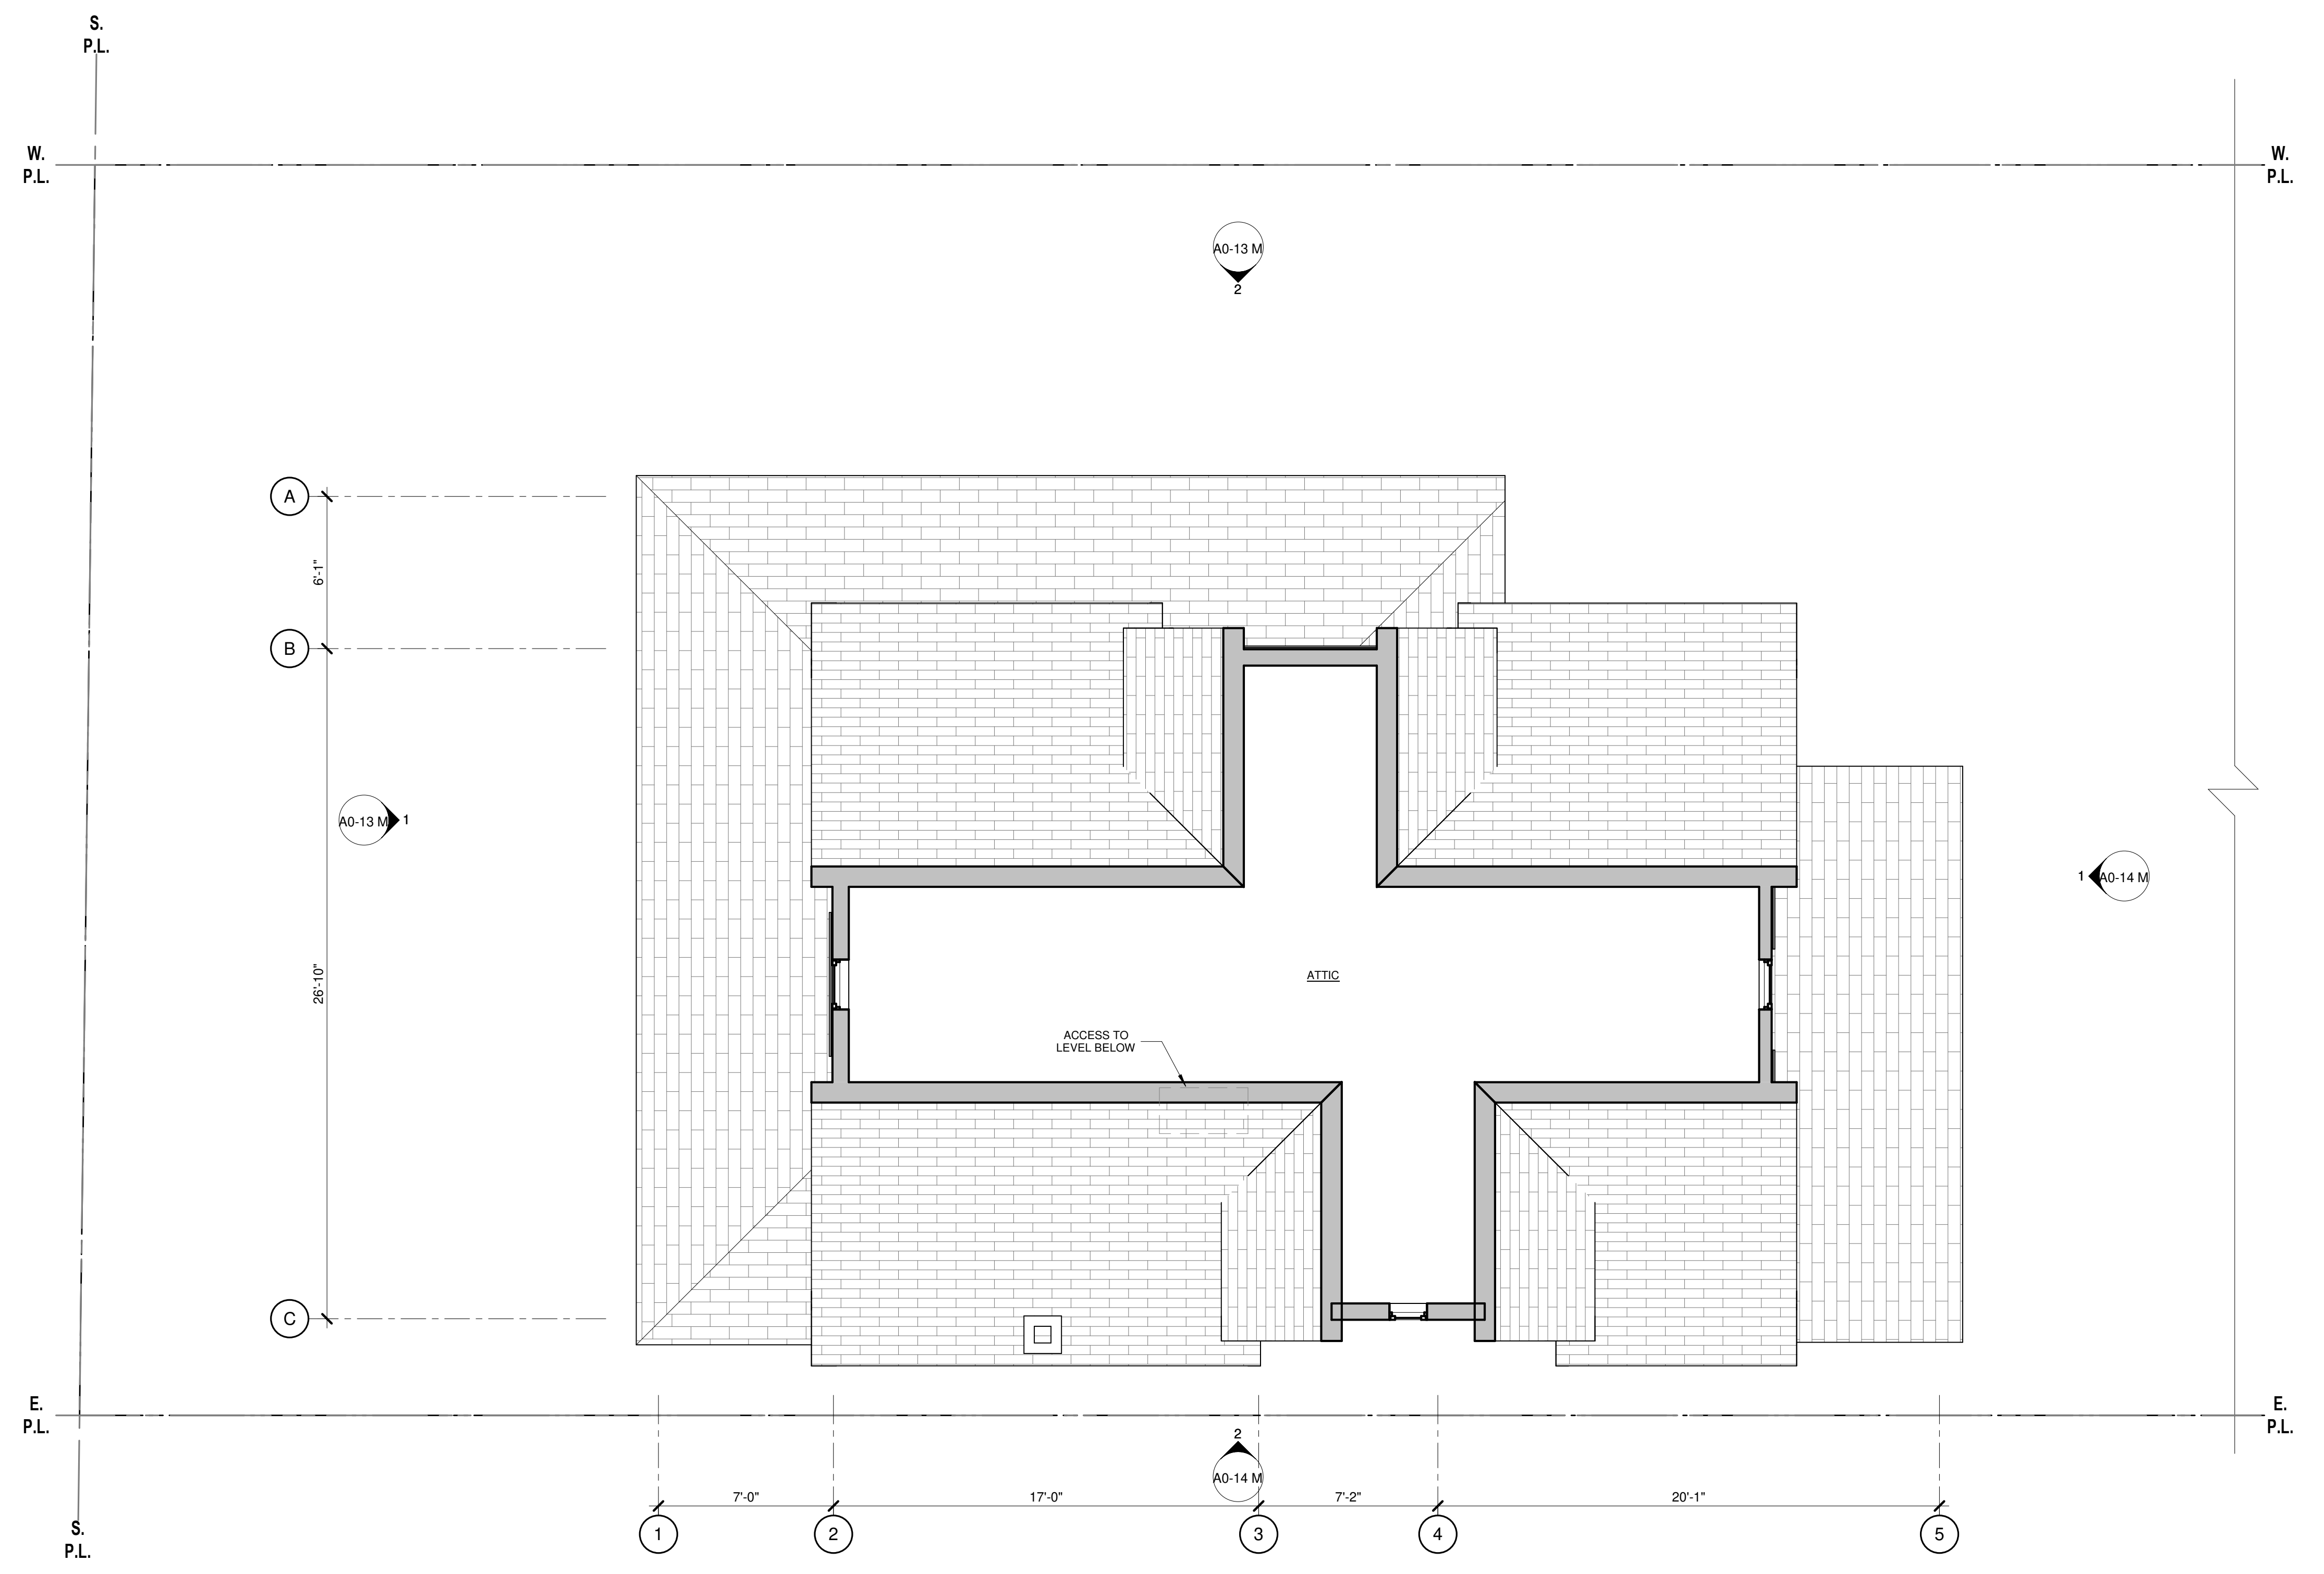 S.
P.L.
W.
P.L.
W.
P.L.
A0-13 M
2
A
6'-1"
B
A0-13 M
1
1
A0-14 M
26'-10"
ATTIC
ACCESS TO
LEVEL BELOW
C
E.
P.L.
E.
P.L.
2
A0-14 M
7'-0"
17'-0"
7'-2"
20'-1"
S.
P.L.
1
2
3
4
5